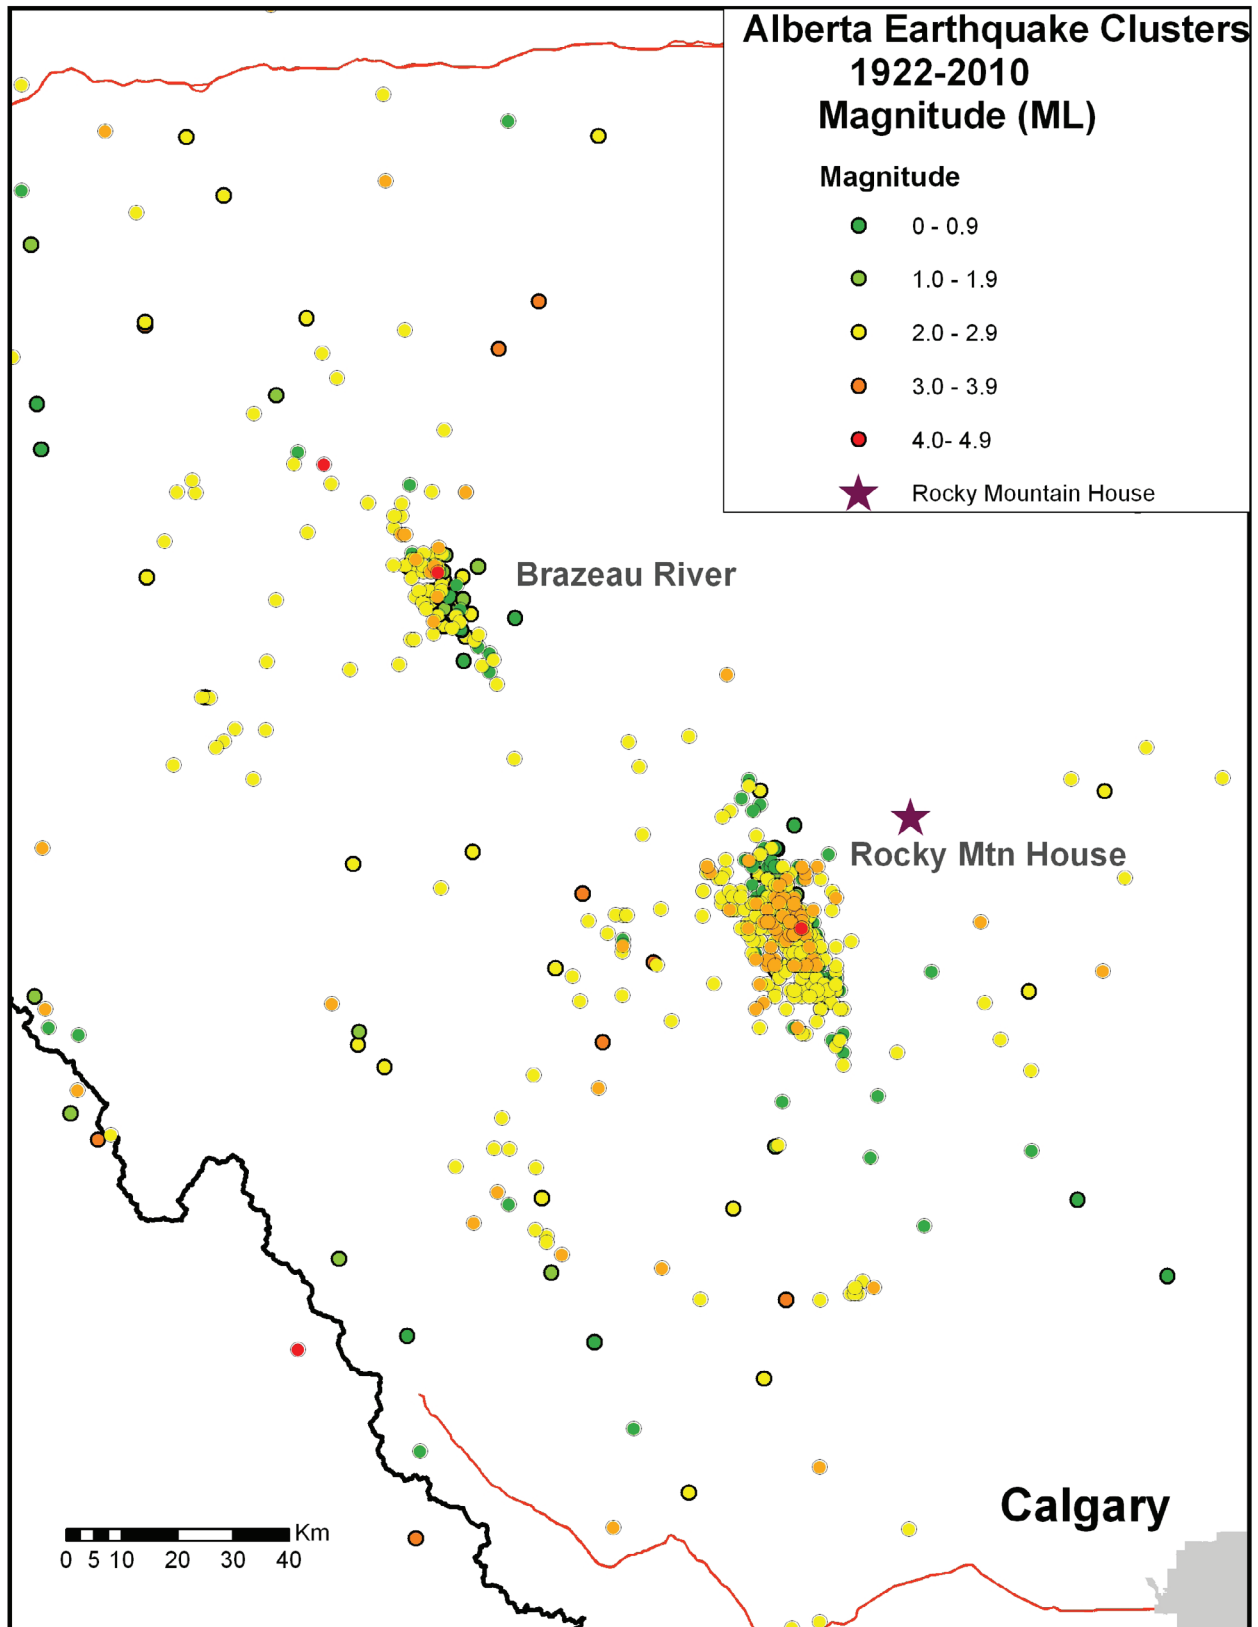 Alberta Earthquake Clusters
1922-2010
Magnitude (ML)
Magnitude
0 - 0.9
1.0 - 1.9
2.0 - 2.9
3.0 - 3.9
4.0- 4.9
Rocky Mountain House
Brazeau River
Rocky Mtn House
Calgary
Km
0 5 10 20 30 40